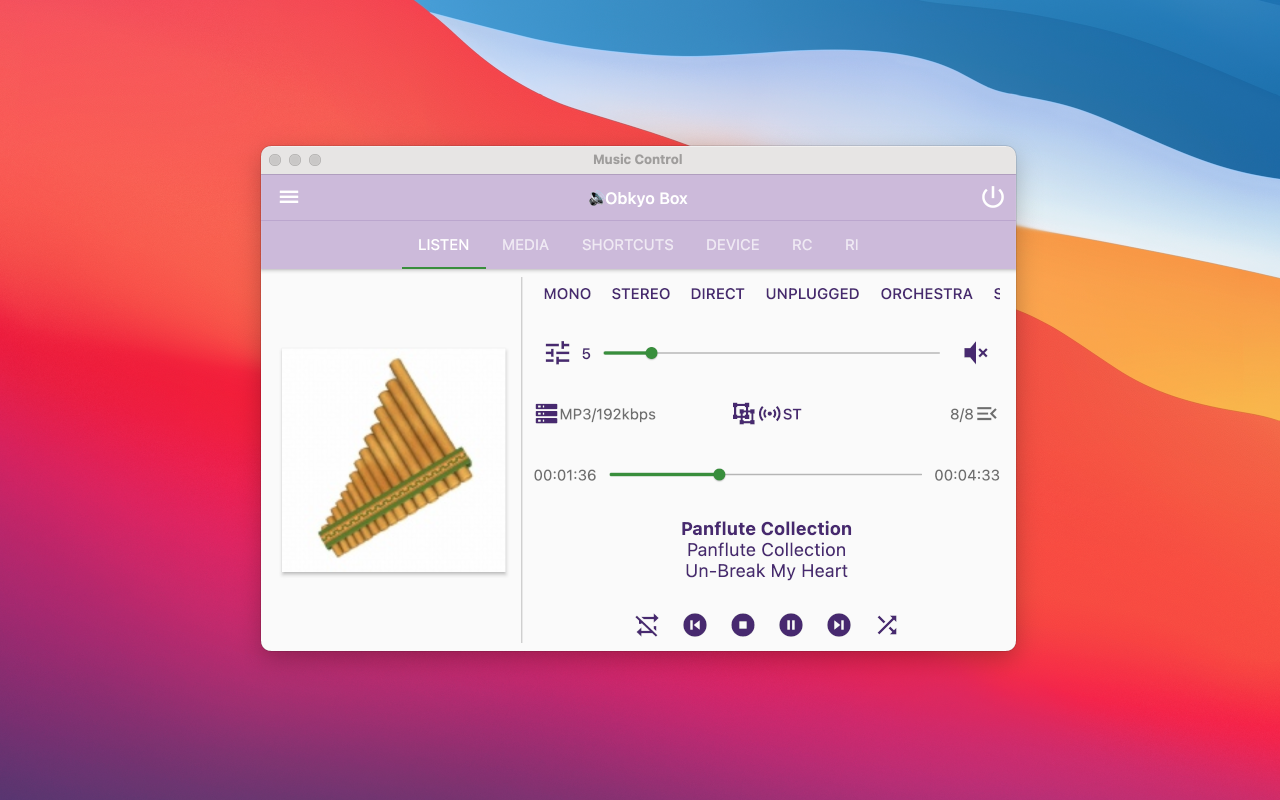 Music Control
Obkyo Box
LISTEN MEDIA SHORTCUTS DEVICE RC RI
MONO STEREO DIRECT UNPLUGGED ORCHESTRA S
5
MP3/192kbps ST 8/8
00:01:36 00:04:33
Panflute Collection
Panflute Collection
Un-Break My Heart